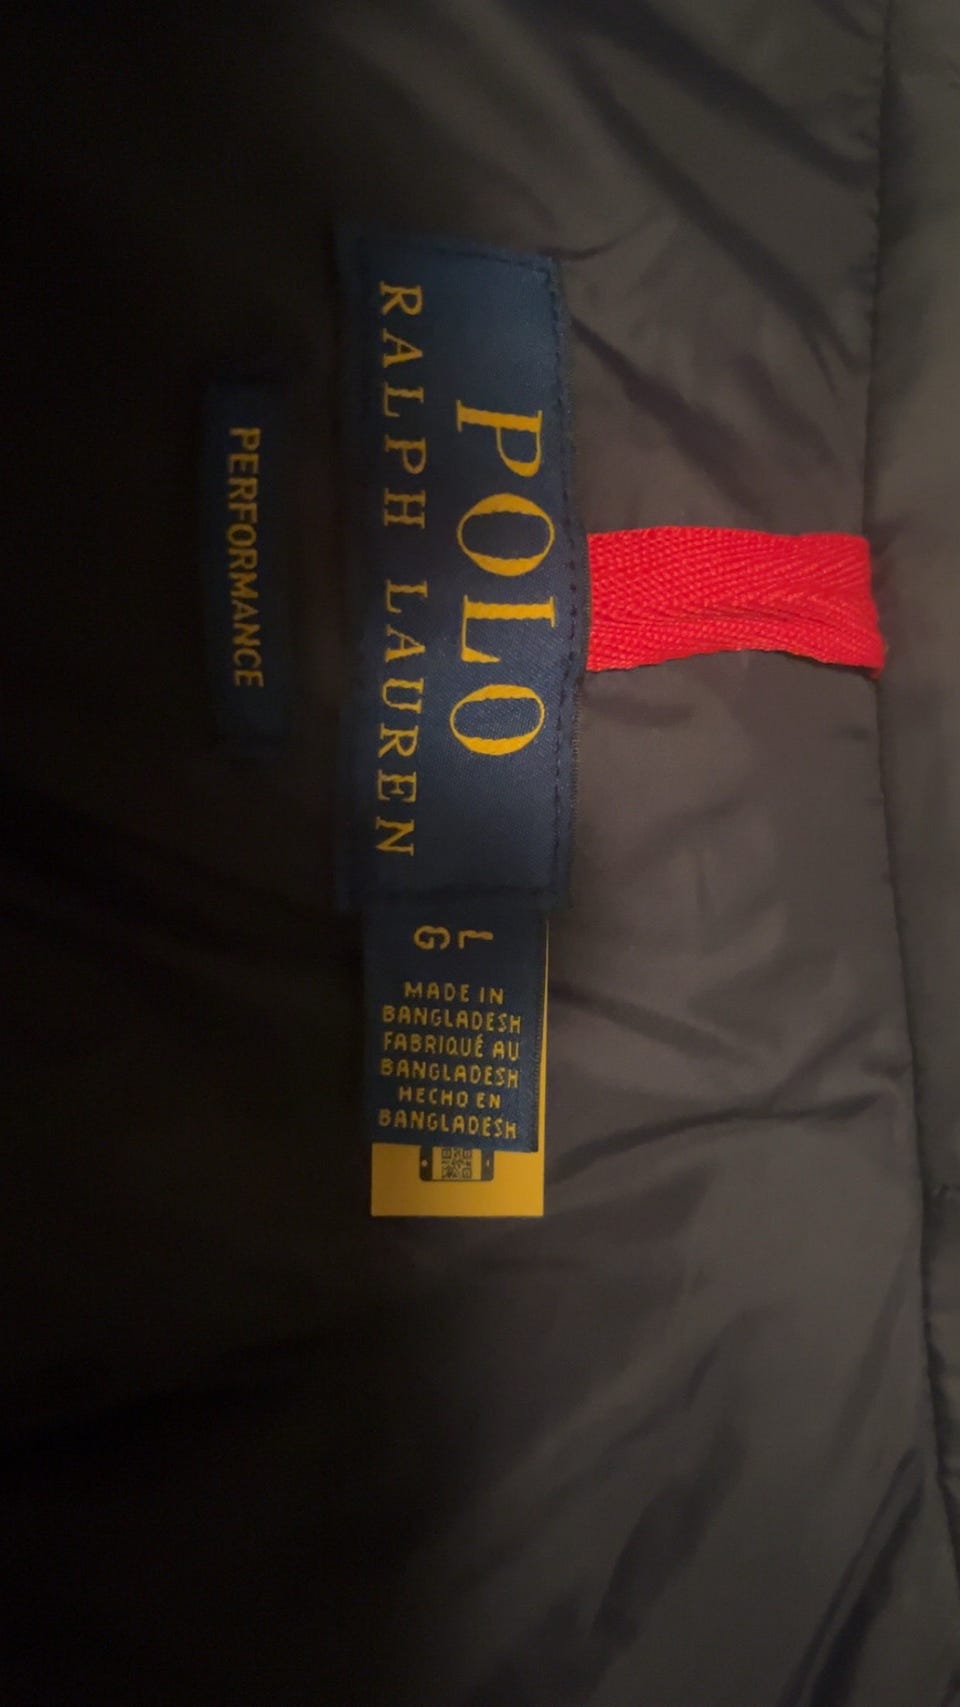 POLO
RALPH LAUREN
PERFORMANCE
L
G
MADE IN
BANGLADESH
FABRIQUÉ AU
BANGLADESH
HECHO EN
BANGLADESH